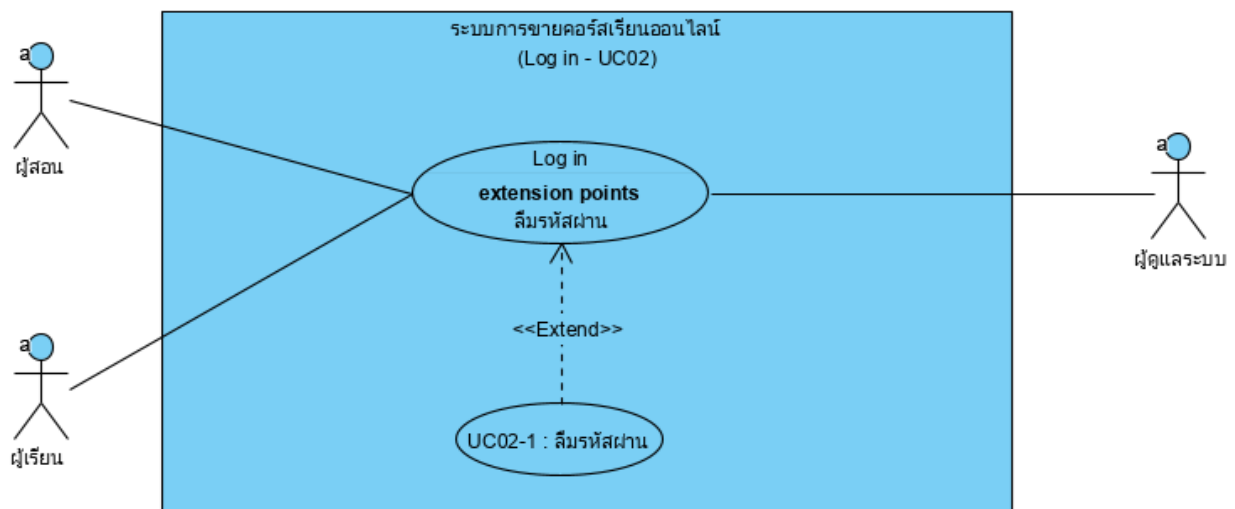 ระบบการขายคอร์สเรียนออนไลน์
(Log in - UC02)
a
ผู้สอน
Log in
extension points
ลืมรหัสผ่าน
a
ผู้ดูแลระบบ
<<Extend>>
a
ผู้เรียน
UC02-1 : ลืมรหัสผ่าน